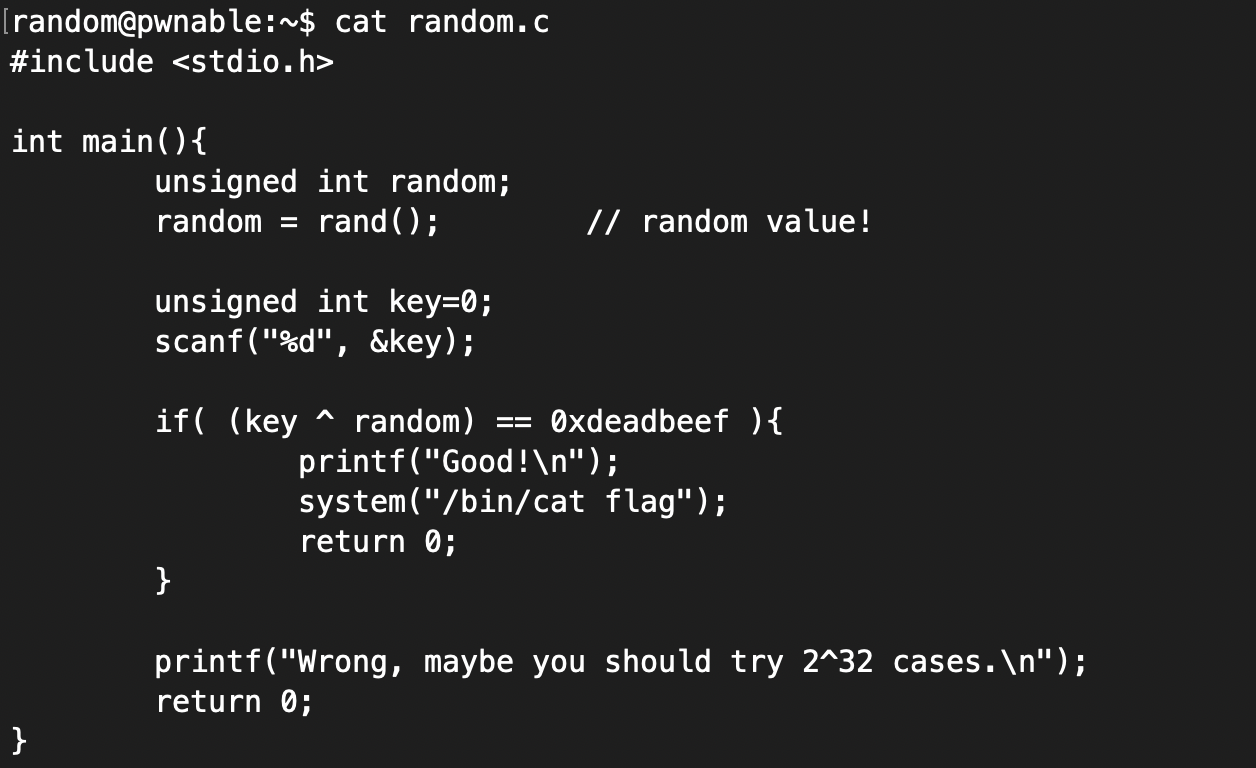 [random@pwnable:~$ cat random.c
#include <stdio.h>

int main(){
        unsigned int random;
        random = rand();        // random value!

        unsigned int key=0;
        scanf("%d", &key);

        if( (key ^ random) == 0xdeadbeef ){
                printf("Good!\n");
                system("/bin/cat flag");
                return 0;
        }

        printf("Wrong, maybe you should try 2^32 cases.\n");
        return 0;
}